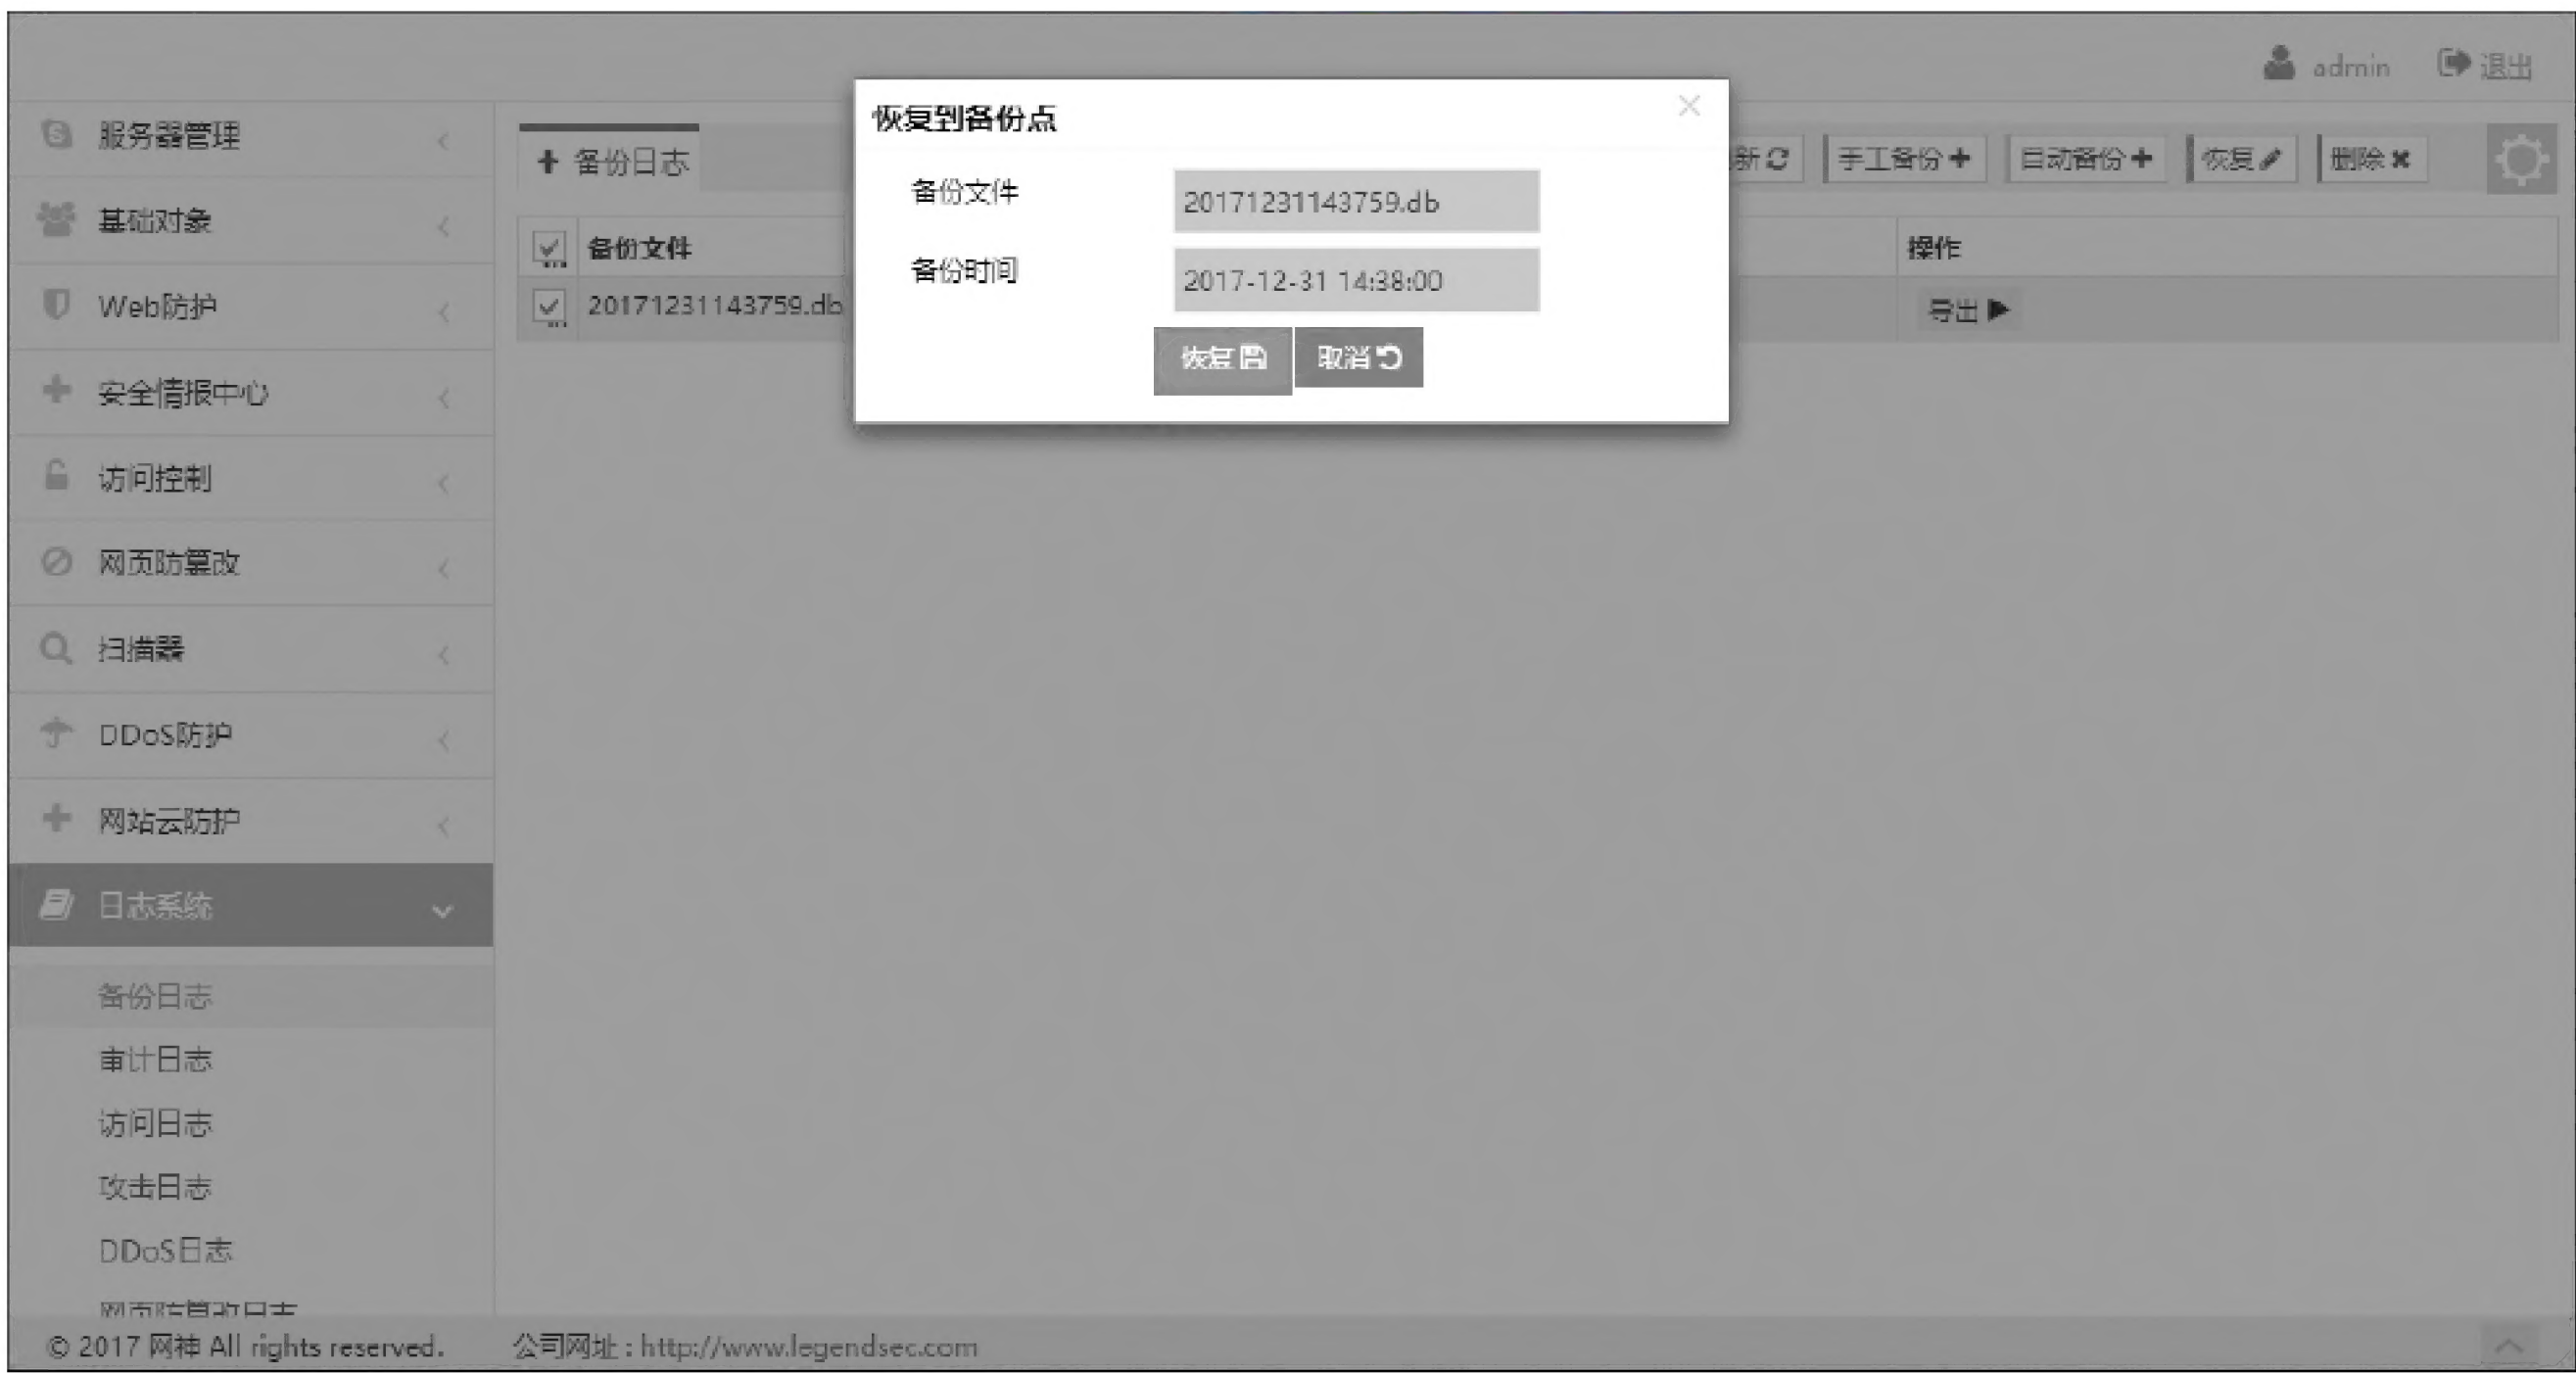 admin 退出
服务器管理
基础对象
Web防护
安全情报中心
访问控制
网页防篡改
扫描器
DDoS防护
网站云防护
日志系统
备份日志
审计日志
访问日志
攻击日志
DDoS日志
网页防篡改日志
备份日志
新 手工备份 自动备份 恢复 删除
备份文件 操作
20171231143759.db 导出
恢复到备份点
备份文件 20171231143759.db
备份时间 2017-12-31 14:38:00
恢复 取消
© 2017 网神 All rights reserved. 公司网址 : http://www.legendsec.com